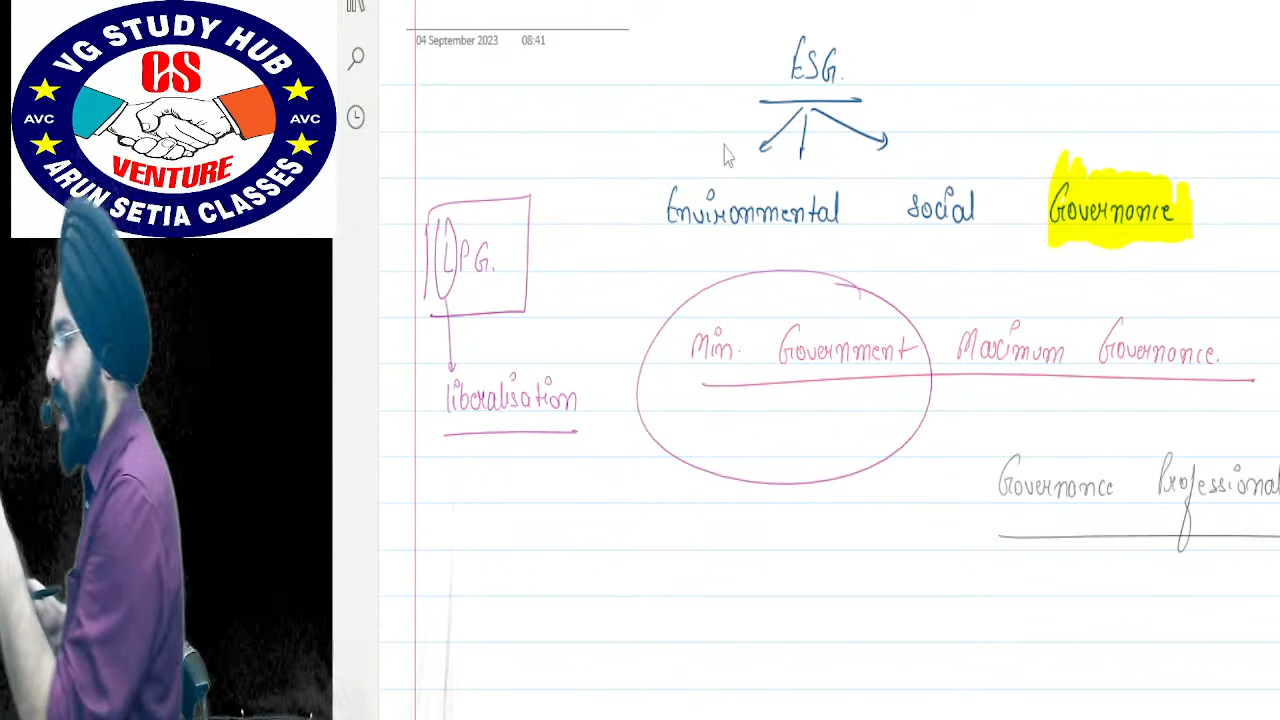 VG STUDY HUB
CS
AVC
AVC
VENTURE
ARUN SETIA CLASSES
04 September 2023 08:41
ESG.
Environmental Social Governance
LPG.
Min. Government Maximum Governance.
liberalisation
Governance Professional